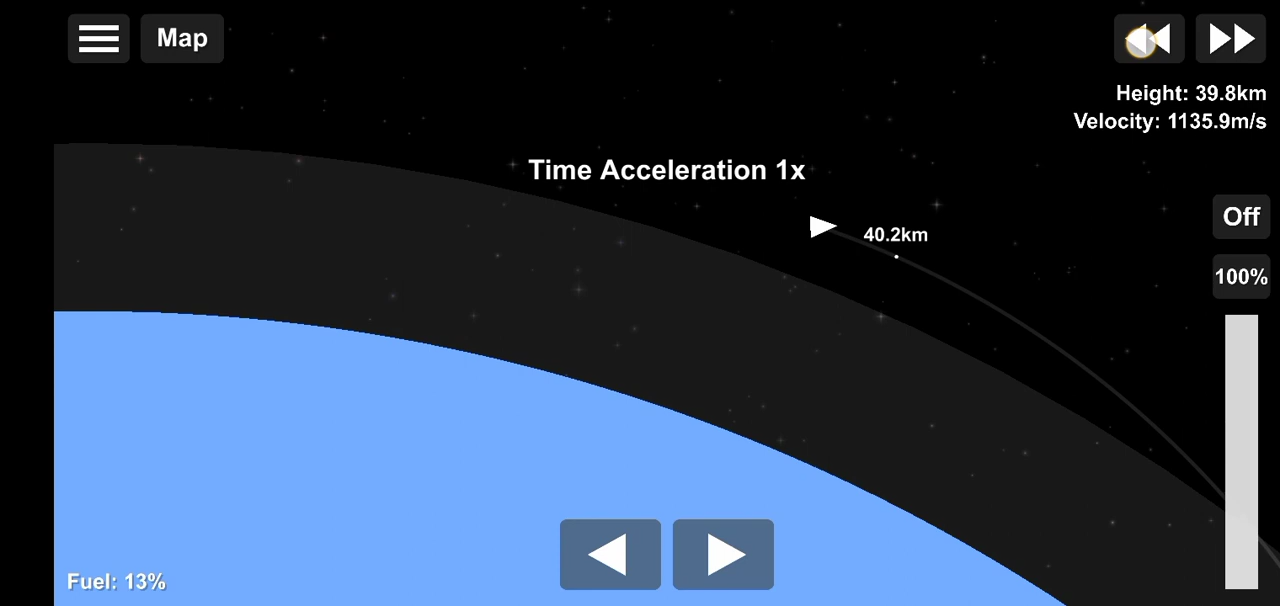 Map
Height: 39.8km
Velocity: 1135.9m/s
Time Acceleration 1x
Off
40.2km
100%
Fuel: 13%